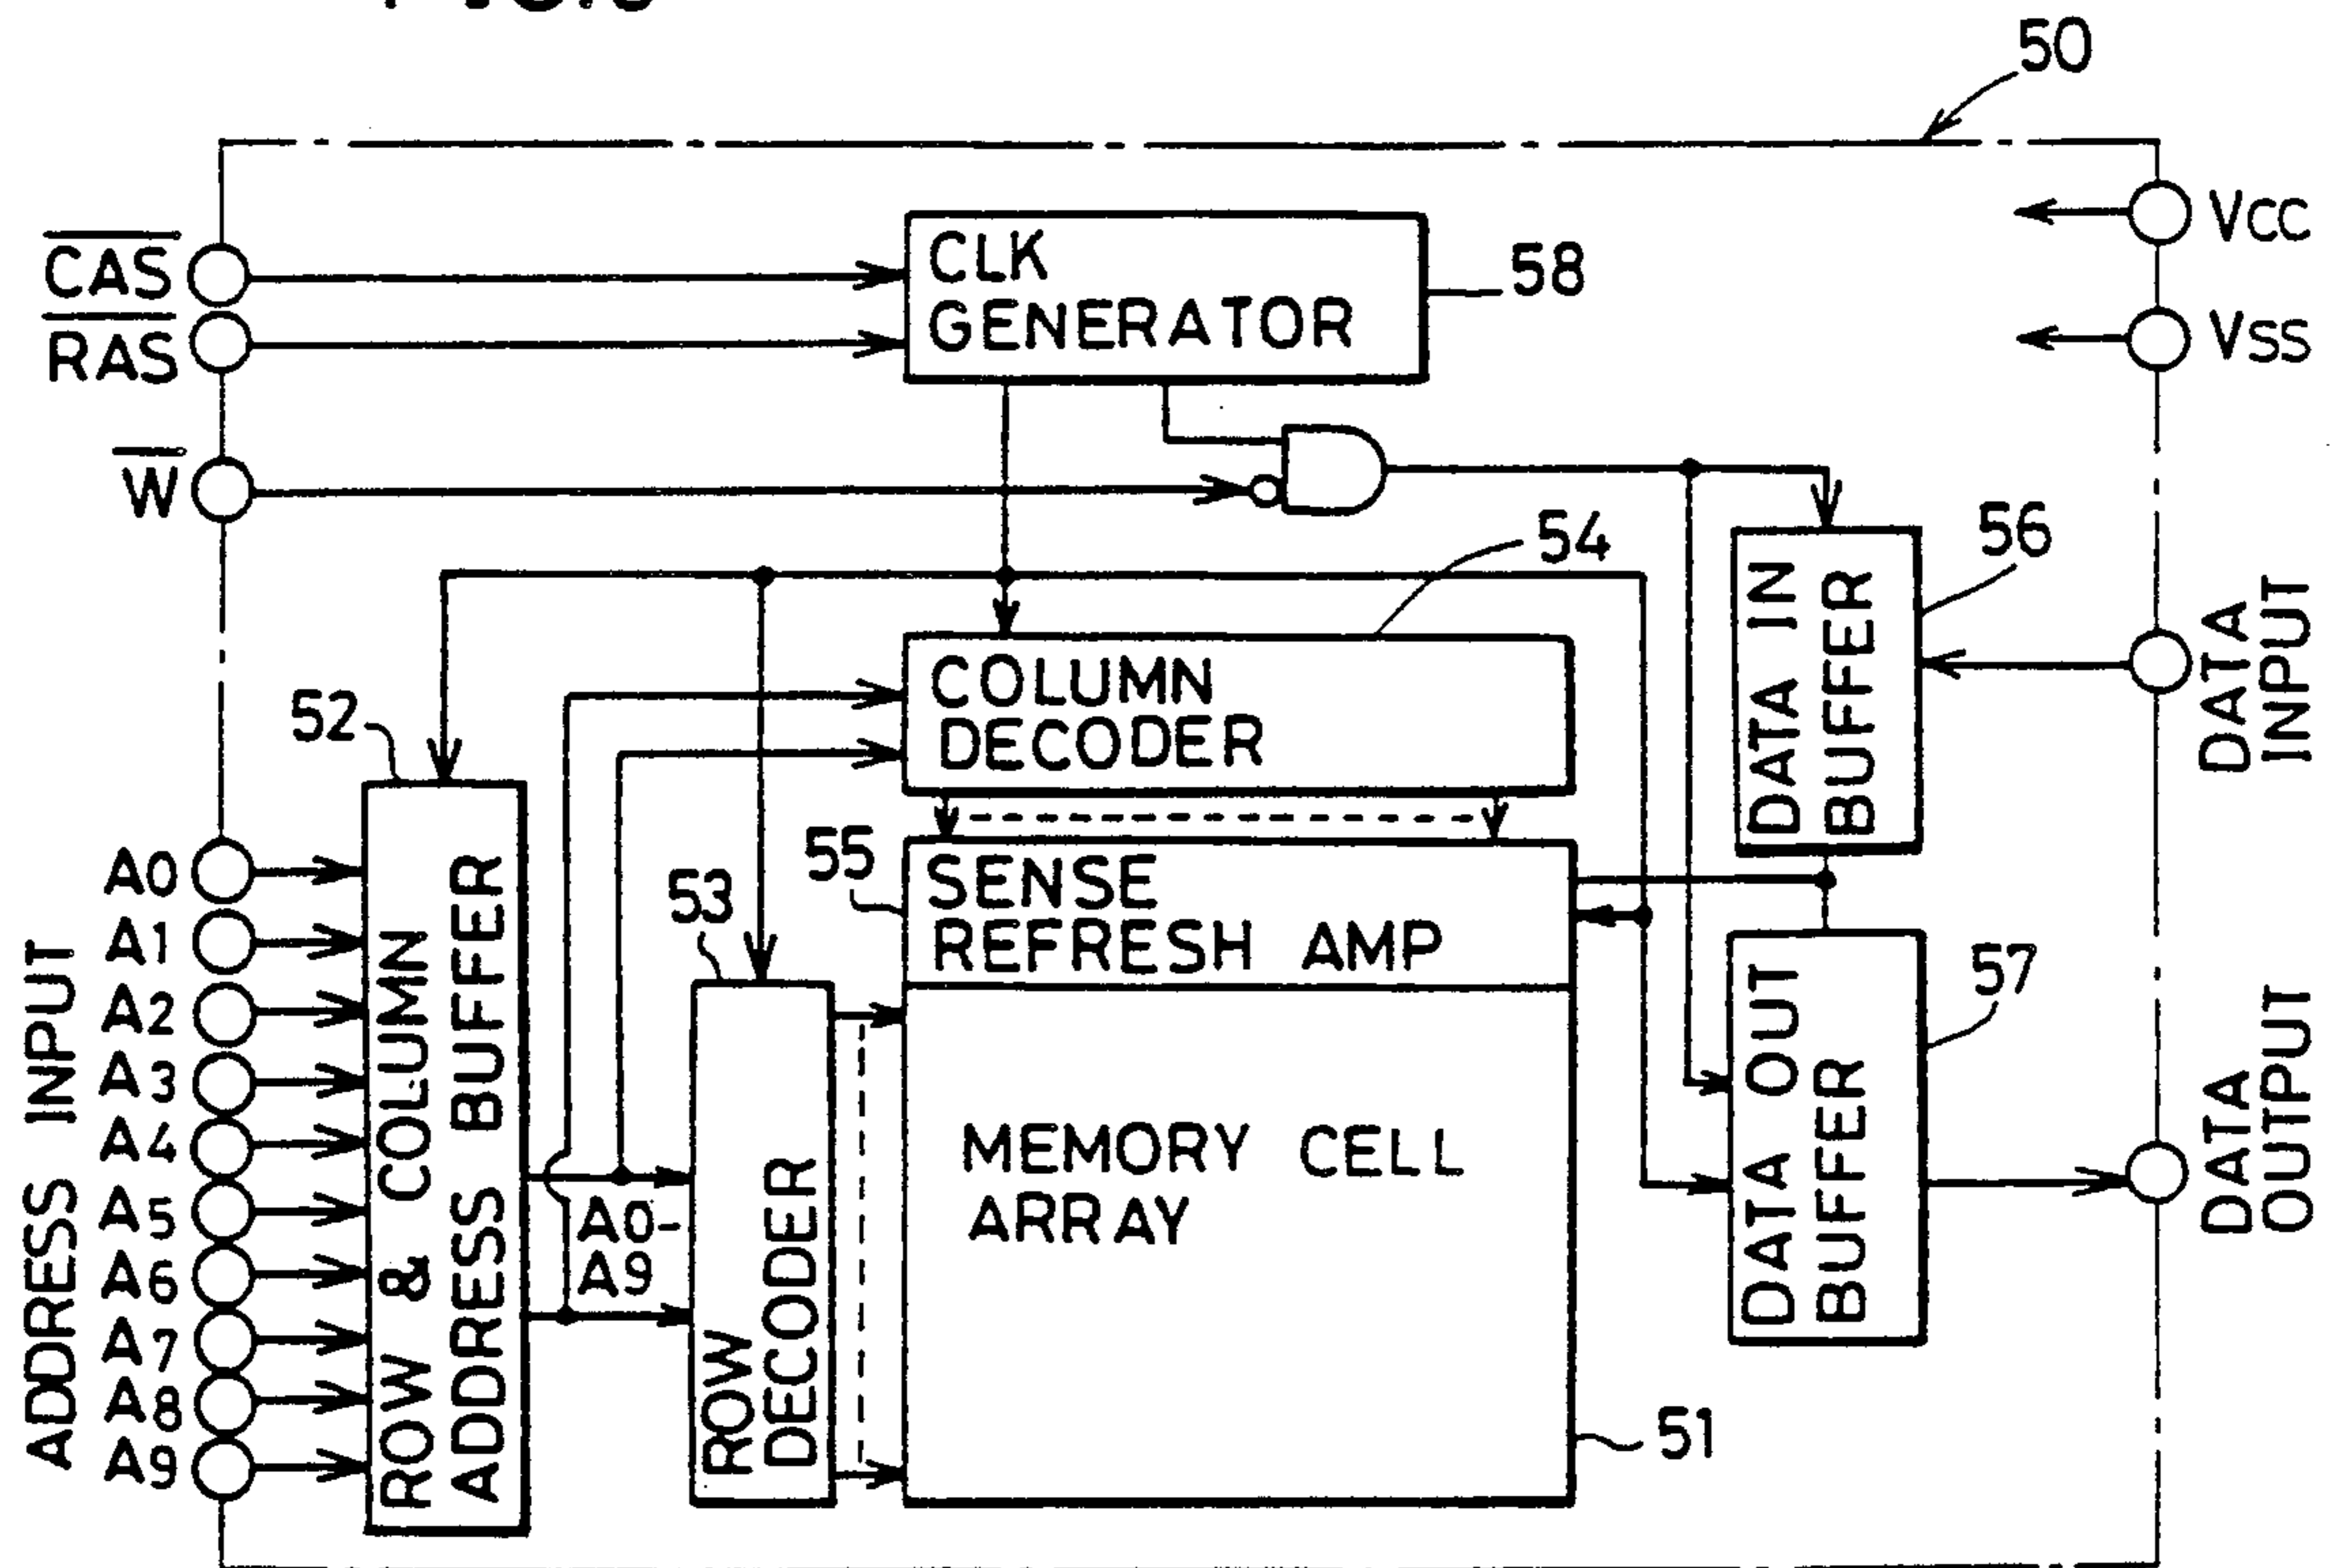 50
VCC
VSS
CAS
RAS
W
CLK
GENERATOR
58
54
56
DATA IN
BUFFER
DATA
INPUT
COLUMN
DECODER
52
55
53
SENSE
REFRESH AMP
57
ADDRESS INPUT
A0
A1
A2
A3
A4
A5
A6
A7
A8
A9
ROW & COLUMN
ADDRESS BUFFER
A0-
A9
ROW
DECODER
MEMORY CELL
ARRAY
DATA OUT
BUFFER
DATA
OUTPUT
51